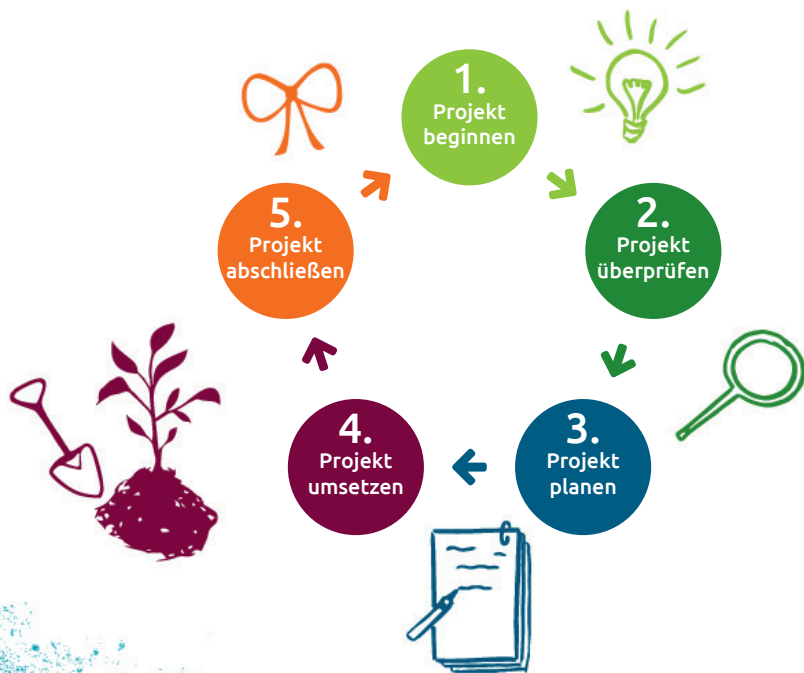 1.
Projekt
beginnen
2.
Projekt
überprüfen
3.
Projekt
planen
4.
Projekt
umsetzen
5.
Projekt
abschließen